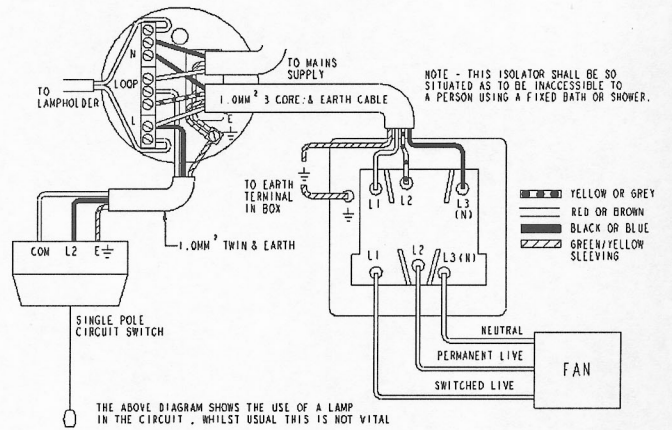 N
LOOP
L
E
TO
LAMPHOLDER
TO MAINS
SUPPLY
1.0MM² 3 CORE & EARTH CABLE
NOTE - THIS ISOLATOR SHALL BE SO
SITUATED AS TO BE INACCESSIBLE TO
A PERSON USING A FIXED BATH OR SHOWER.
TO EARTH
TERMINAL
IN BOX
L1
L2
L3
(N)
L1
L2
L3(N)
YELLOW OR GREY
RED OR BROWN
BLACK OR BLUE
GREEN/YELLOW
SLEEVING
1.0MM² TWIN & EARTH
COM
L2
E
SINGLE POLE
CIRCUIT SWITCH
NEUTRAL
PERMANENT LIVE
SWITCHED LIVE
FAN
THE ABOVE DIAGRAM SHOWS THE USE OF A LAMP
IN THE CIRCUIT , WHILST USUAL THIS IS NOT VITAL